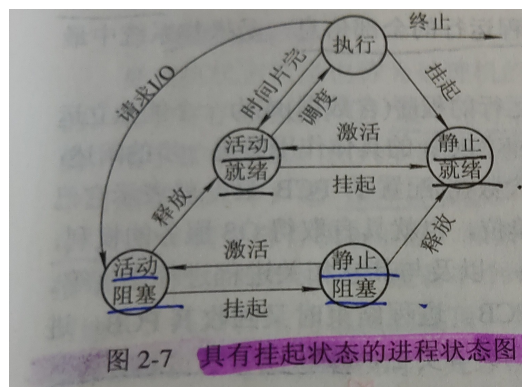 终止
执行
请求I/O
时间片完
调度
挂起
活动
就绪
激活
挂起
静止
就绪
释放
释放
活动
阻塞
激活
挂起
静止
阻塞
图 2-7 具有挂起状态的进程状态图